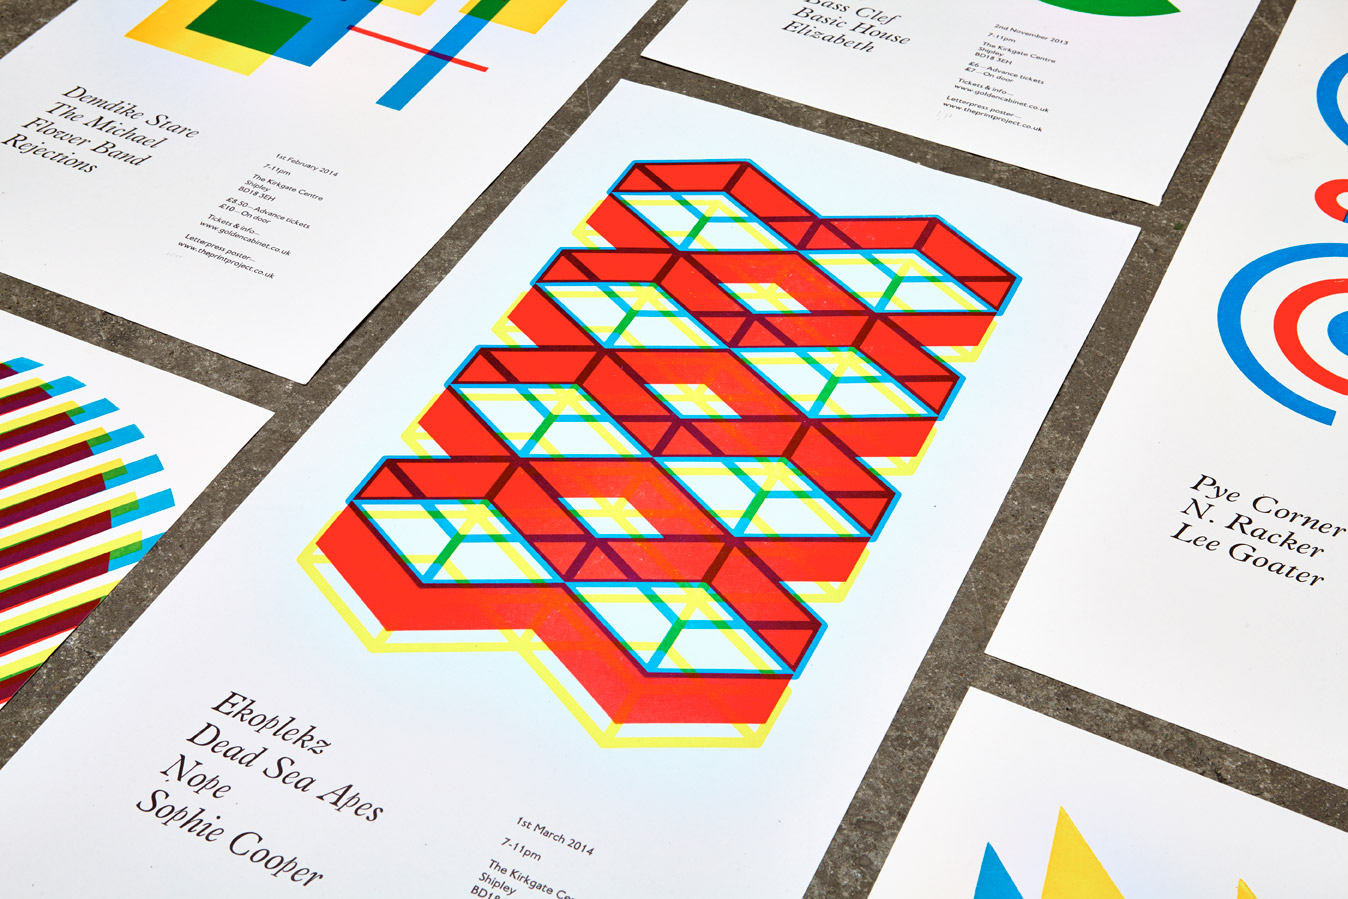 Demdike Stare
The Michael
Flower Band
Rejections
1st February 2014
7-11pm
The Kirkgate Centre
Shipley
BD18 3EH
£8.50—Advance tickets
£10—On door
Tickets & info—
www.goldencabinet.co.uk
Letterpress poster—
www.theprintproject.co.uk
Bass Clef
Basic House
Elizabeth
2nd November 2013
7-11pm
The Kirkgate Centre
Shipley
BD18 3EH
£6—Advance tickets
£7—On door
Tickets & info—
www.goldencabinet.co.uk
Letterpress poster—
www.theprintproject.co.uk
Ekoplekz
Dead Sea Apes
Nope
Sophie Cooper
1st March 2014
7-11pm
The Kirkgate Ce
Shipley
BD18
Pye Corner
N. Racker
Lee Goater